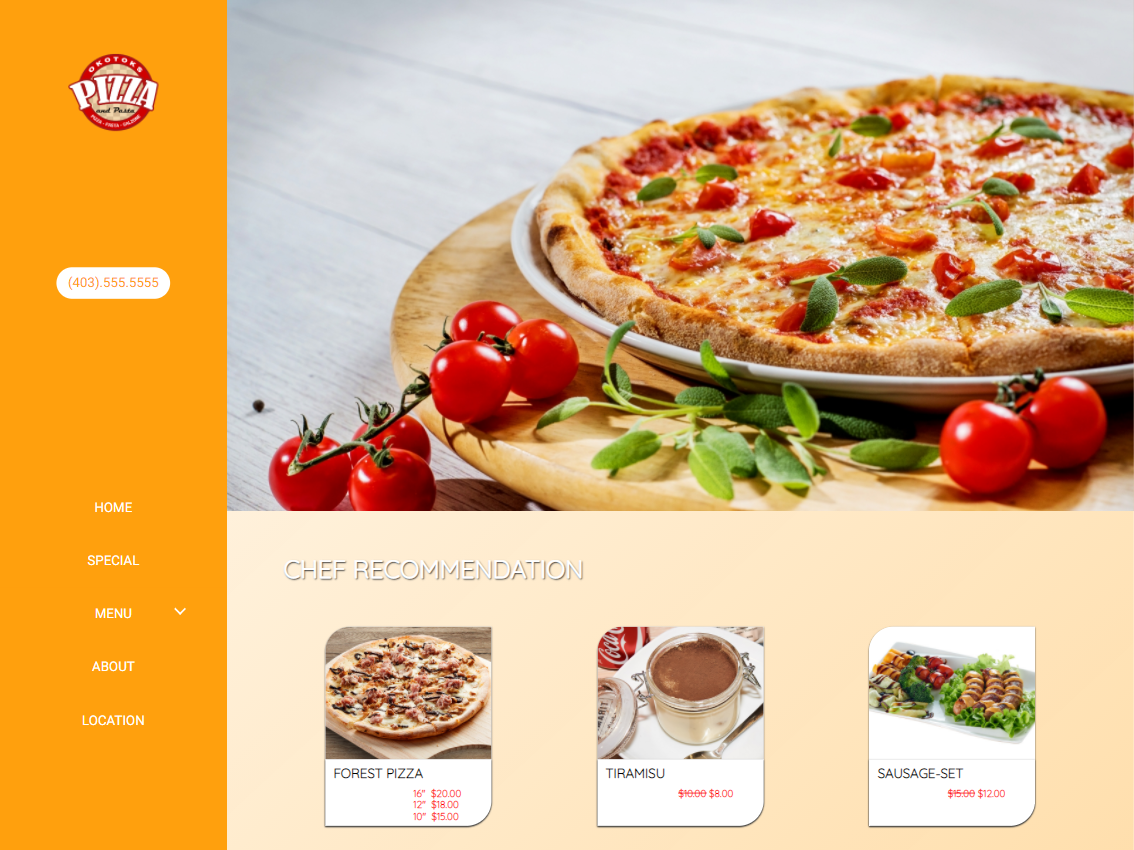 OKOTOKS
PIZZA
and Pasta
PIZZA - PASTA - CALZONE
(403).555.5555
HOME
SPECIAL
MENU
ABOUT
LOCATION
CHEF RECOMMENDATION
FOREST PIZZA
16" $20.00
12" $18.00
10" $15.00
TIRAMISU
$10.00 $8.00
SAUSAGE-SET
$15.00 $12.00